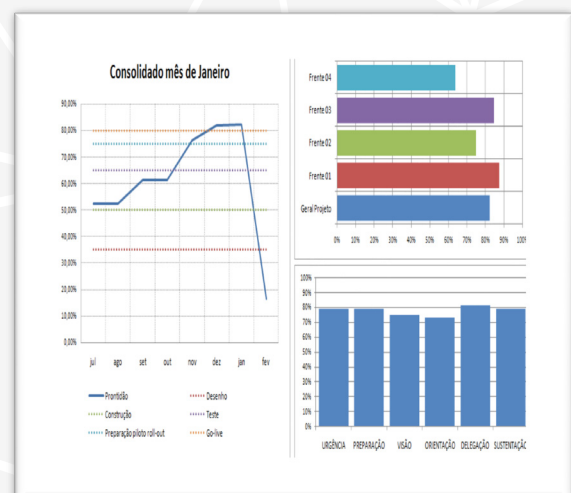 Consolidado mês de Janeiro
90,00%
80,00%
70,00%
60,00%
50,00%
40,00%
30,00%
20,00%
10,00%
0,00%
jul ago set out nov dez jan fev
Prontidão Desenho
Construção Teste
Preparação piloto roll-out Go-live
Frente 04
Frente 03
Frente 02
Frente 01
Geral Projeto
0% 10% 20% 30% 40% 50% 60% 70% 80% 90% 100%
100%
90%
80%
70%
60%
50%
40%
30%
20%
10%
0%
URGÊNCIA PREPARAÇÃO VISÃO ORIENTAÇÃO DELEGAÇÃO SUSTENTAÇÃO